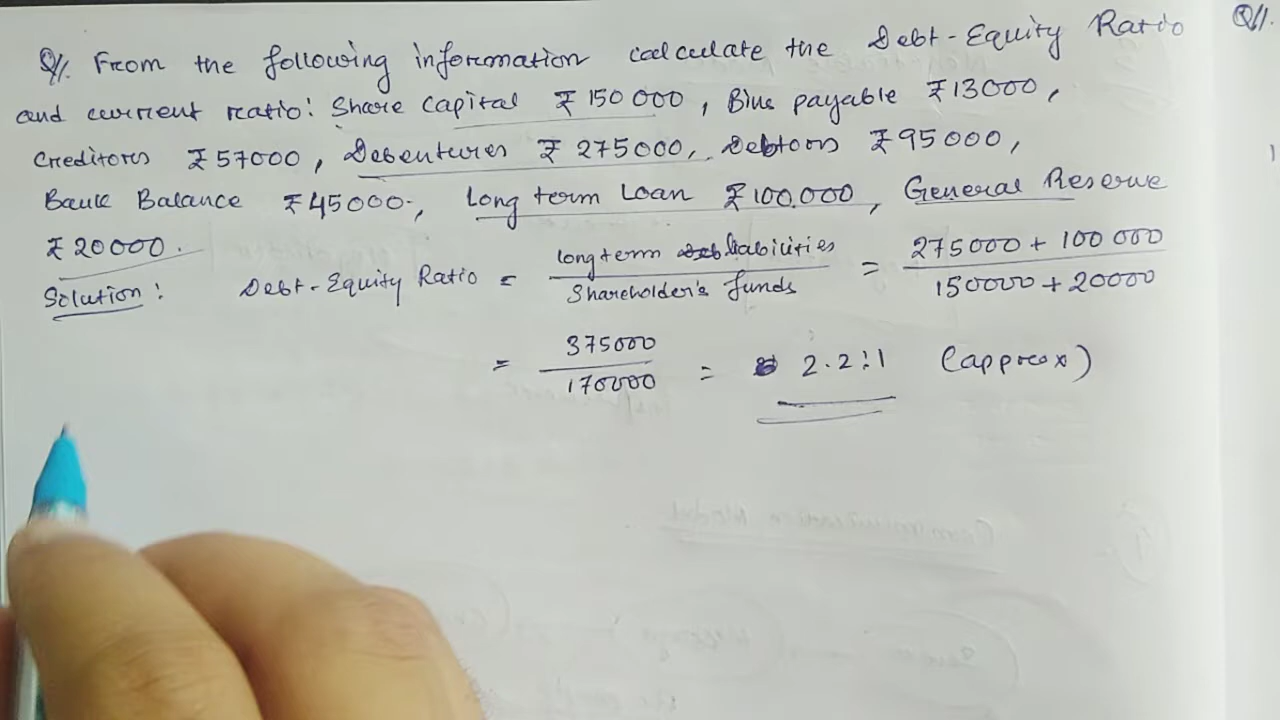 Q/. From the following information calculate the Debt-Equity Ratio
and current ratio: Share capital ₹150000, Bills payable ₹13000,
Creditors ₹57000, Debentures ₹275000, Debtors ₹95000,
Bank Balance ₹45000, Long term Loan ₹100,000, General Reserve
₹20000.
Solution: Debt-Equity Ratio = long term liabilities / Shareholder's funds = 275000 + 100000 / 150000 + 20000
= 375000 / 170000 = 2.2:1 (approx)
Q//.